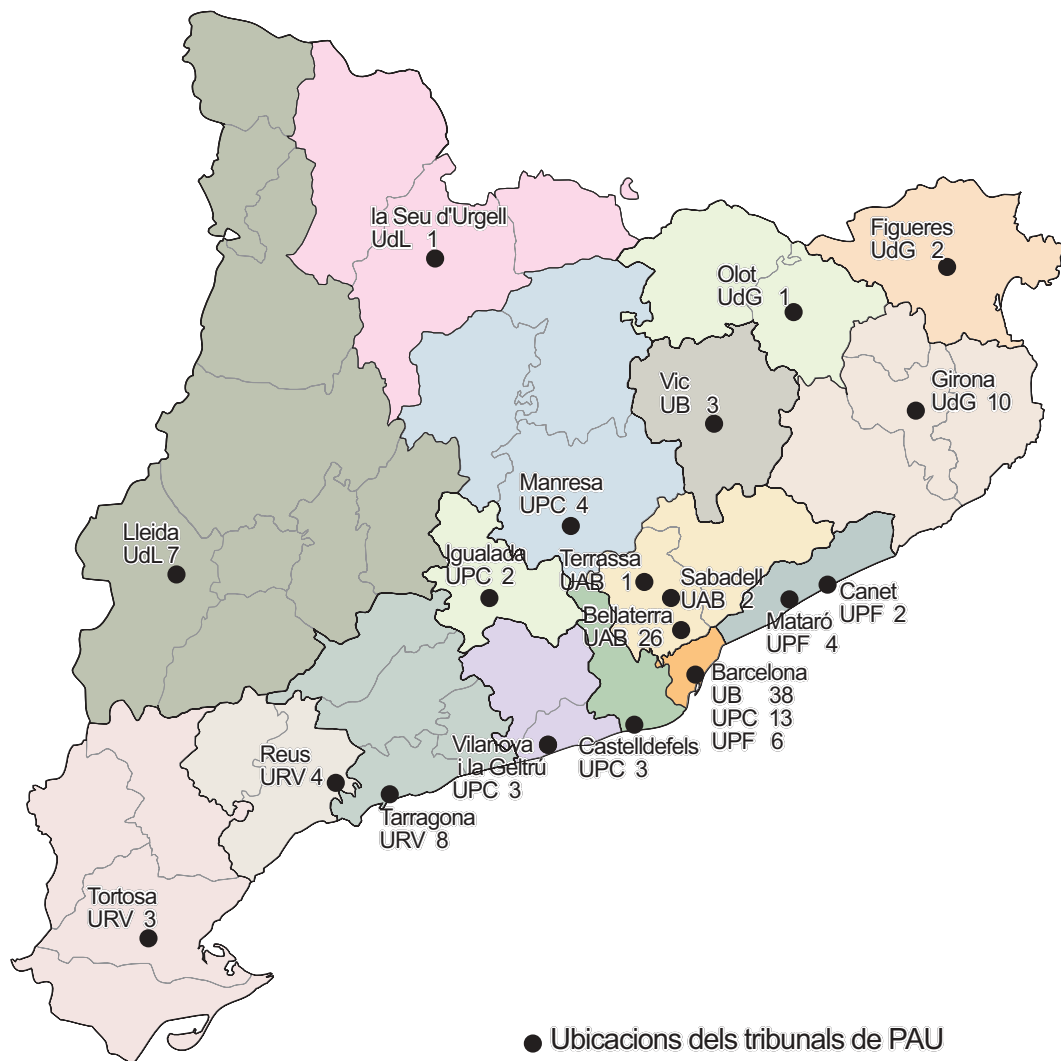 la Seu d'Urgell
UdL 1
Figueres
UdG 2
Olot
UdG 1
Vic
UB 3
Girona
UdG 10
Manresa
UPC 4
Lleida
UdL 7
Igualada
UPC 2
Terrassa
UAB 1
Sabadell
UAB 2
Bellaterra
UAB 26
Canet
UPF 2
Mataró
UPF 4
Barcelona
UB 38
UPC 13
UPF 6
Reus
URV 4
Vilanova
i la Geltrú
UPC 3
Castelldefels
UPC 3
Tarragona
URV 8
Tortosa
URV 3
Ubicacions dels tribunals de PAU